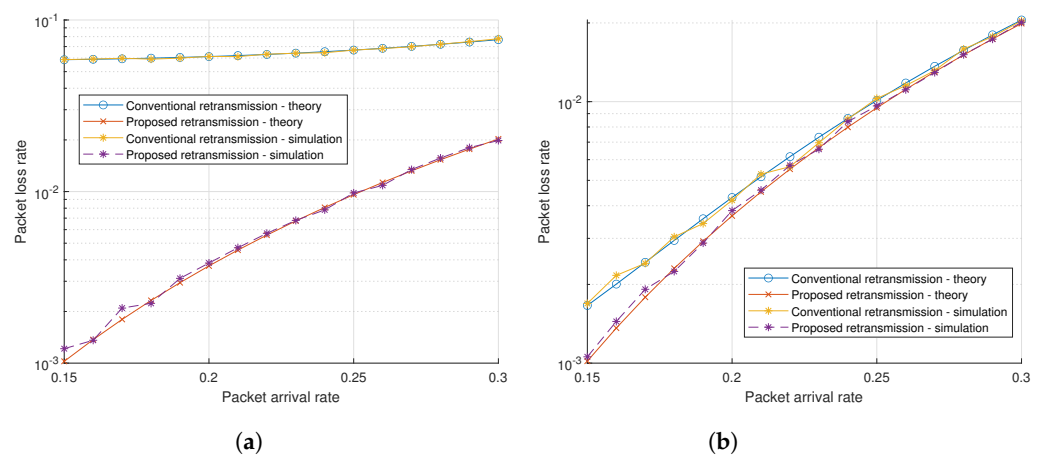 10-1
Conventional retransmission - theory
Proposed retransmission - theory
Conventional retransmission - simulation
Proposed retransmission - simulation
Packet loss rate
10-2
10-3
0.15 0.2 0.25 0.3
Packet arrival rate
(a)
10-2
Packet loss rate
Conventional retransmission - theory
Proposed retransmission - theory
Conventional retransmission - simulation
Proposed retransmission - simulation
10-3
0.15 0.2 0.25 0.3
Packet arrival rate
(b)